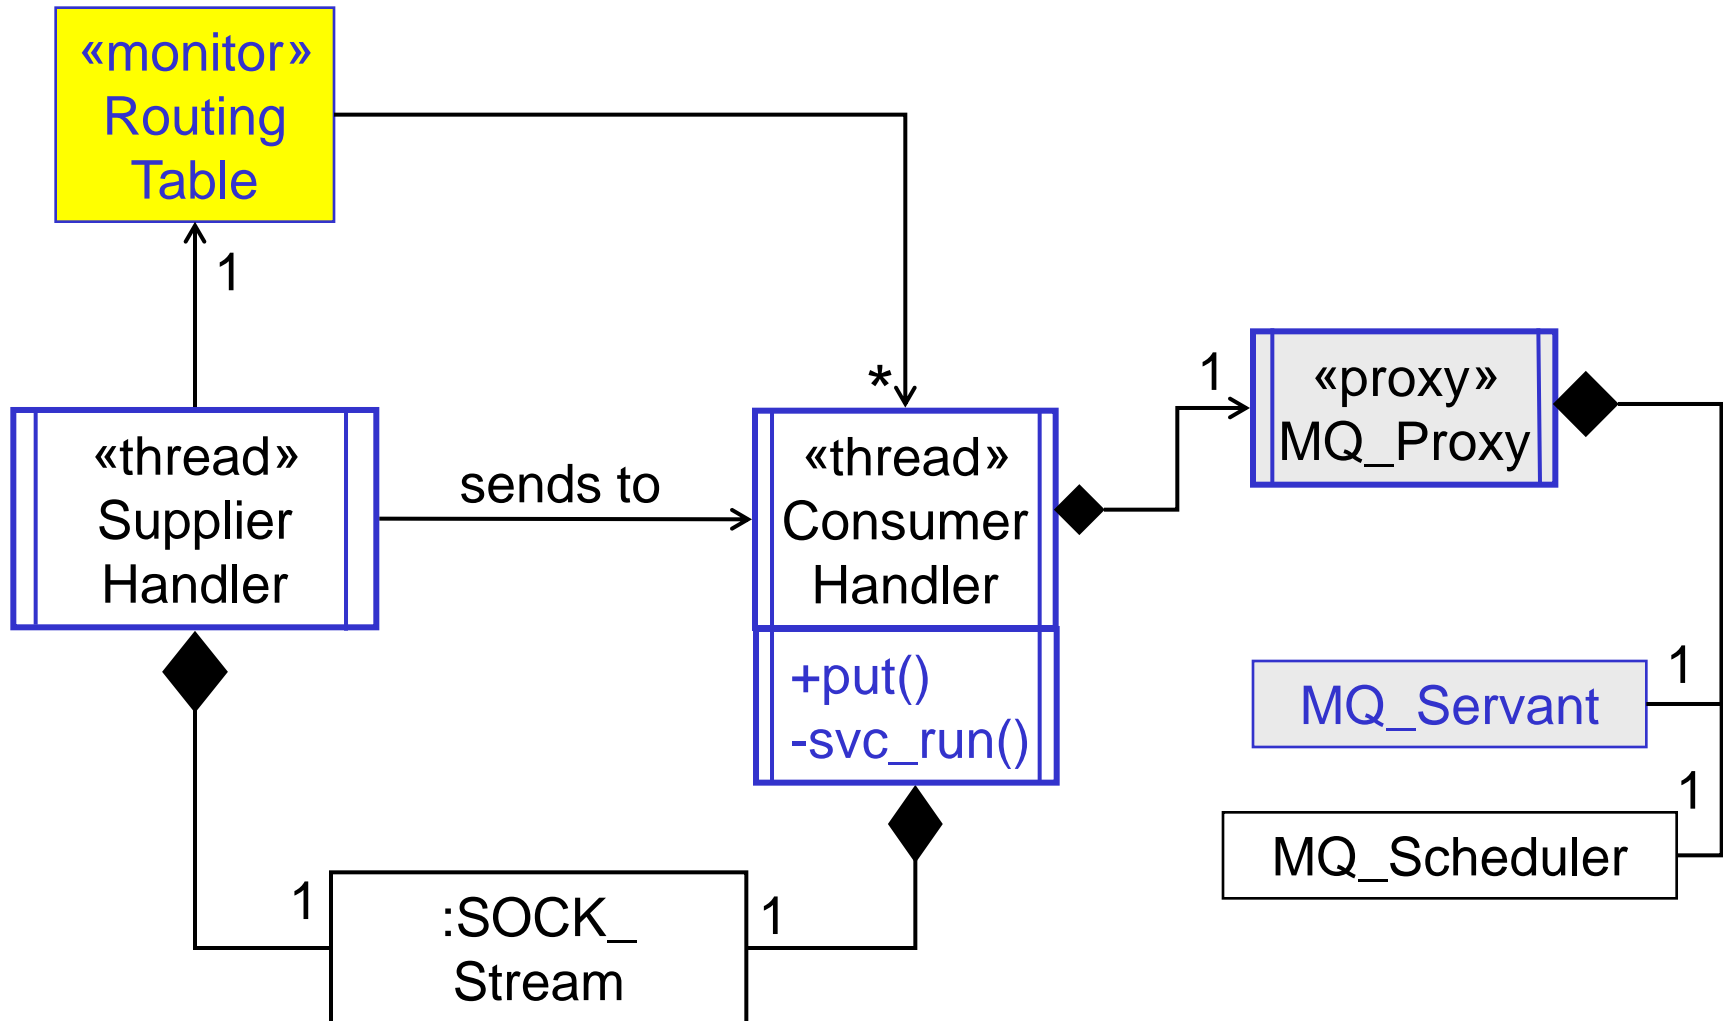 «monitor»
Routing
Table
1
*
«thread»
Supplier
Handler
sends to
«thread»
Consumer
Handler
+put()
-svc_run()
1
«proxy»
MQ_Proxy
1
MQ_Servant
1
MQ_Scheduler
1
:SOCK_
Stream
1